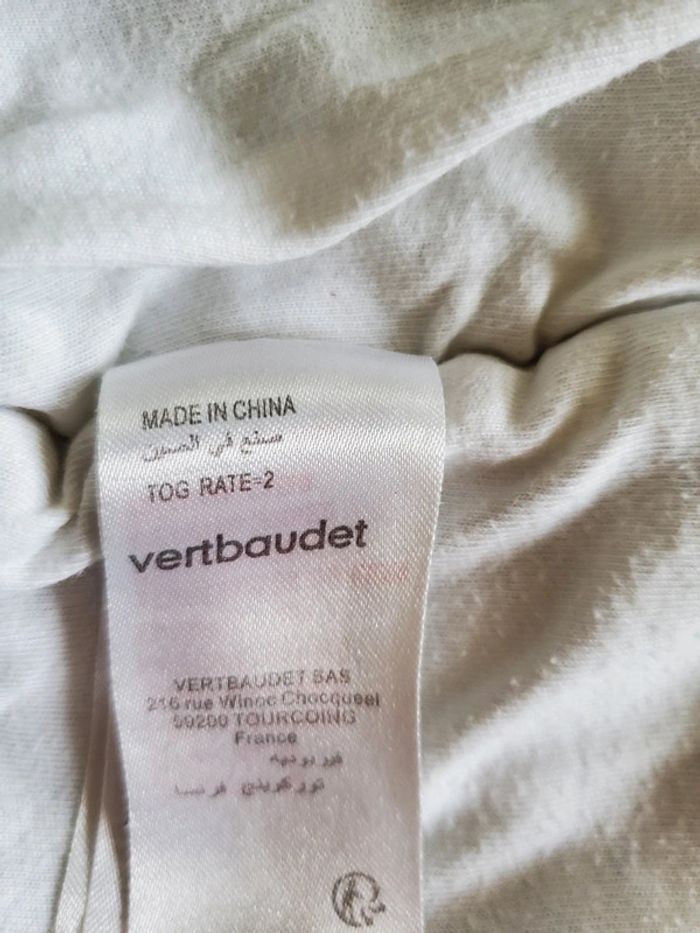 MADE IN CHINA
صنع في الصين
TOG RATE=2
vertbaudet
VERTBAUDET SAS
216 rue Winoc Chocqueel
59200 TOURCOING
France
فرنسا